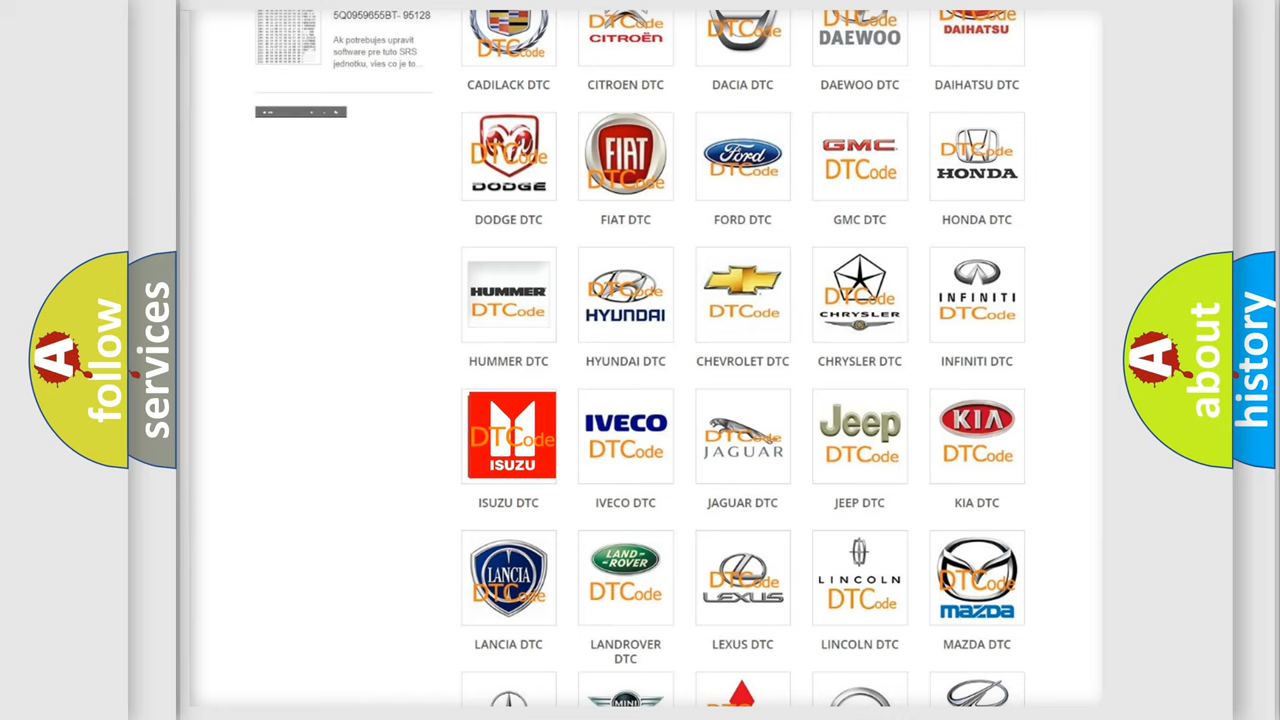 5Q0959655BT- 95128
Ak potrebujes upravit
software pre tuto SRS
jednotku, vies co je to...
DTCode
CITROËN DTCode
DTCode
DAEWOO
DTCode DAIHATSU
CADILACK DTC
CITROEN DTC
DACIA DTC
DAEWOO DTC
DAIHATSU DTC
DTCode DODGE
FIAT DTCode
Ford DTCode
GMC DTCode
DTCode HONDA
DODGE DTC
FIAT DTC
FORD DTC
GMC DTC
HONDA DTC
HUMMER DTCode
DTCode HYUNDAI
DTCode
DTCode CHRYSLER
INFINITI DTCode
HUMMER DTC
HYUNDAI DTC
CHEVROLET DTC
CHRYSLER DTC
INFINITI DTC
DTCode ISUZU
IVECO DTCode
DTCode JAGUAR
Jeep DTCode
KIA DTCode
ISUZU DTC
IVECO DTC
JAGUAR DTC
JEEP DTC
KIA DTC
LANCIA DTCode
LAND-ROVER DTCode
DTCode LEXUS
LINCOLN DTCode
DTCode mazda
LANCIA DTC
LANDROVER
DTC
LEXUS DTC
LINCOLN DTC
MAZDA DTC
MINI
A follow
services
A about
history